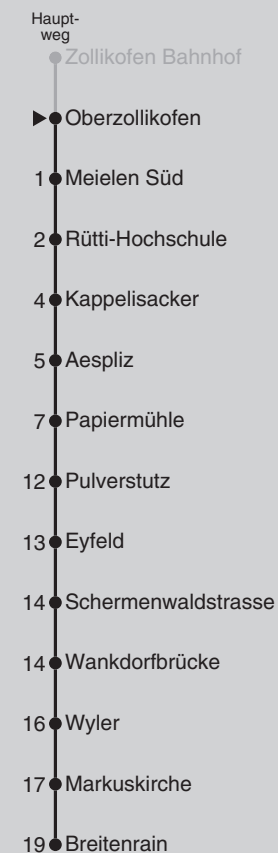 Haupt-
weg
Zollikofen Bahnhof
Oberzollikofen
1 Meielen Süd
2 Rütti-Hochschule
4 Kappelisacker
5 Aespliz
7 Papiermühle
12 Pulverstutz
13 Eyfeld
14 Schermenwaldstrasse
14 Wankdorfbrücke
16 Wyler
17 Markuskirche
19 Breitenrain